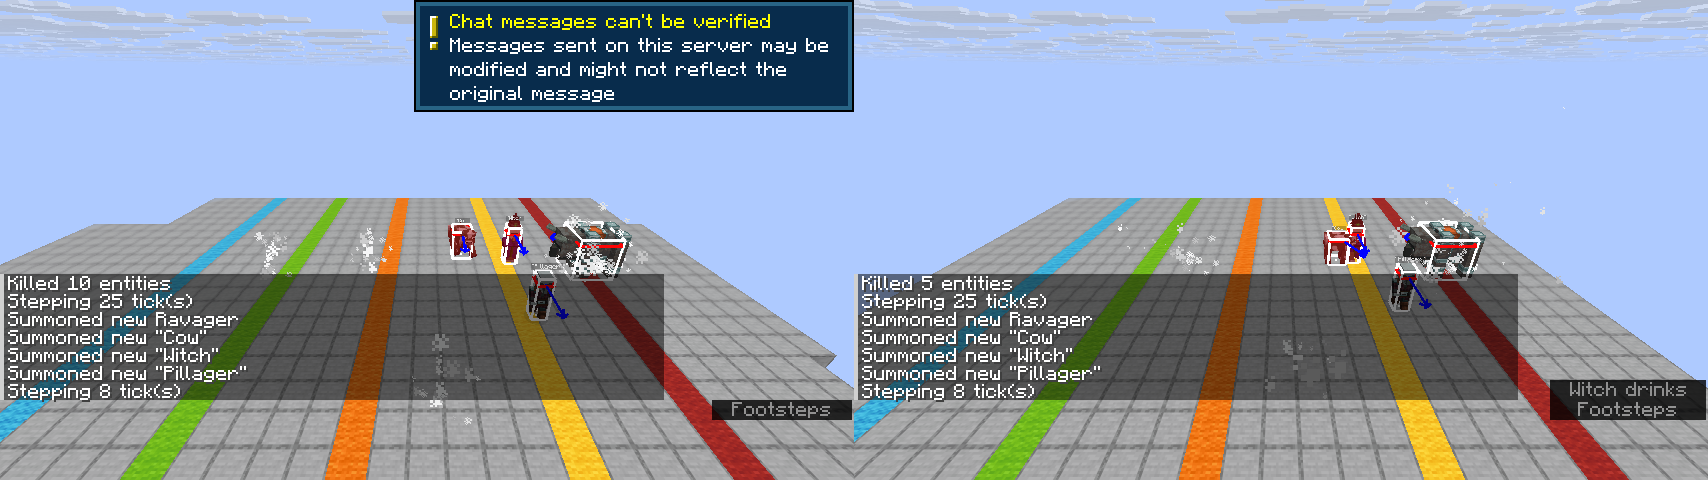 Chat messages can't be verified
Messages sent on this server may be
modified and might not reflect the
original message
Killed 10 entities
Stepping 25 tick(s)
Summoned new Ravager
Summoned new "Cow"
Summoned new "Witch"
Summoned new "Pillager"
Stepping 8 tick(s)
Footsteps
Killed 5 entities
Stepping 25 tick(s)
Summoned new Ravager
Summoned new "Cow"
Summoned new "Witch"
Summoned new "Pillager"
Stepping 8 tick(s)
Witch drinks
Footsteps